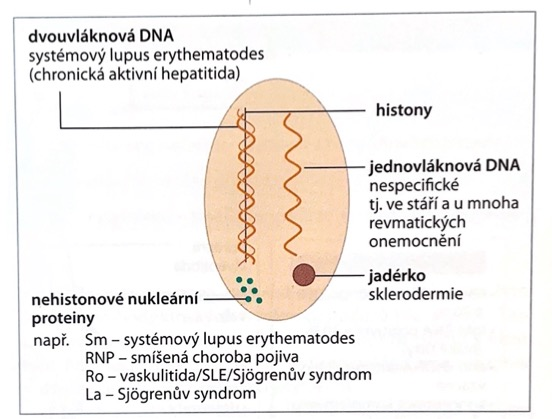 dvouvláknová DNA
systémový lupus erythematodes
(chronická aktivní hepatitida)
histony
jednovláknová DNA
nespecifické
tj. ve stáří a u mnoha
revmatických
onemocnění
jadérko
sklerodermie
nehistonové nukleární
proteiny
např. Sm – systémový lupus erythematodes
RNP – smíšená choroba pojiva
Ro – vaskulitida/SLE/Sjögrenův syndrom
La – Sjögrenův syndrom